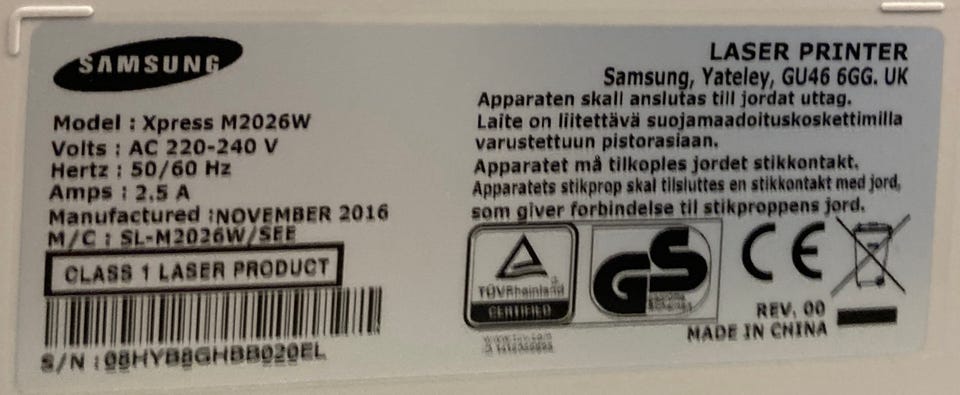 SAMSUNG
Model : Xpress M2026W
Volts : AC 220-240 V
Hertz : 50/60 Hz
Amps : 2.5 A
Manufactured :NOVEMBER 2016
M/C : SL-M2026W/SEE
CLASS 1 LASER PRODUCT
S/N : 08HYB8GHBB020EL
LASER PRINTER
Samsung, Yateley, GU46 6GG. UK
Apparaten skall anslutas till jordat uttag.
Laite on liitettävä suojamaadoituskoskettimilla
varustettuun pistorasiaan.
Apparatet må tilkoples jordet stikkontakt.
Apparatets stikprop skal tilsluttes en stikkontakt med jord,
som giver forbindelse til stikproppens jord.
TÜVRheinland
CERTIFIED
GS
CE
REV. 00
MADE IN CHINA